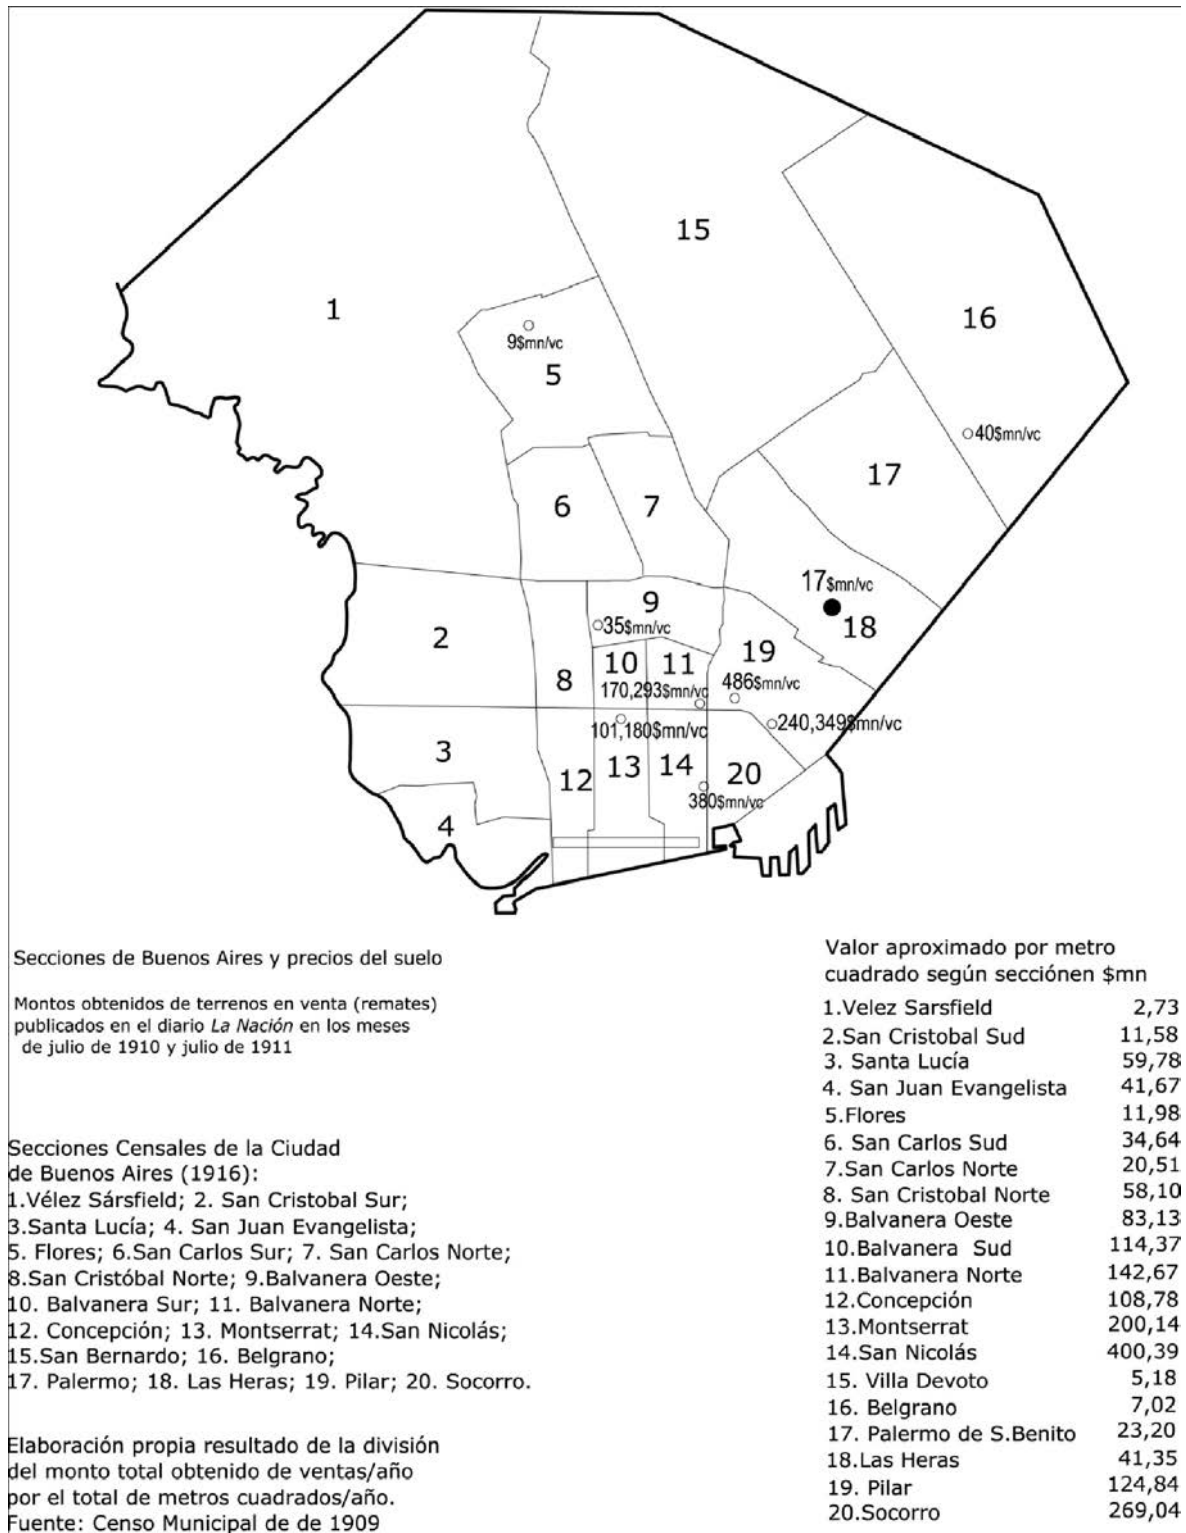 15
1
16
9$mn/vc
5
40$mn/vc
17
6
7
17$mn/vc
9
35$mn/vc
18
2
19
10
11
8
486$mn/vc
170,293$mn/vc
240,349$mn/vc
101,180$mn/vc
3
13
14
20
12
380$mn/vc
4
Secciones de Buenos Aires y precios del suelo
Montos obtenidos de terrenos en venta (remates)
publicados en el diario La Nación en los meses
de julio de 1910 y julio de 1911
Secciones Censales de la Ciudad
de Buenos Aires (1916):
1.Vélez Sársfield; 2. San Cristobal Sur;
3.Santa Lucía; 4. San Juan Evangelista;
5. Flores; 6.San Carlos Sur; 7. San Carlos Norte;
8.San Cristóbal Norte; 9.Balvanera Oeste;
10. Balvanera Sur; 11. Balvanera Norte;
12. Concepción; 13. Montserrat; 14.San Nicolás;
15.San Bernardo; 16. Belgrano;
17. Palermo; 18. Las Heras; 19. Pilar; 20. Socorro.
Elaboración propia resultado de la división
del monto total obtenido de ventas/año
por el total de metros cuadrados/año.
Fuente: Censo Municipal de de 1909
Valor aproximado por metro
cuadrado según secciónen $mn
1.Velez Sarsfield 2,73
2.San Cristobal Sud 11,58
3. Santa Lucía 59,78
4. San Juan Evangelista 41,67
5.Flores 11,98
6. San Carlos Sud 34,64
7.San Carlos Norte 20,51
8. San Cristobal Norte 58,10
9.Balvanera Oeste 83,13
10.Balvanera Sud 114,37
11.Balvanera Norte 142,67
12.Concepción 108,78
13.Montserrat 200,14
14.San Nicolás 400,39
15. Villa Devoto 5,18
16. Belgrano 7,02
17. Palermo de S.Benito 23,20
18.Las Heras 41,35
19. Pilar 124,84
20.Socorro 269,04